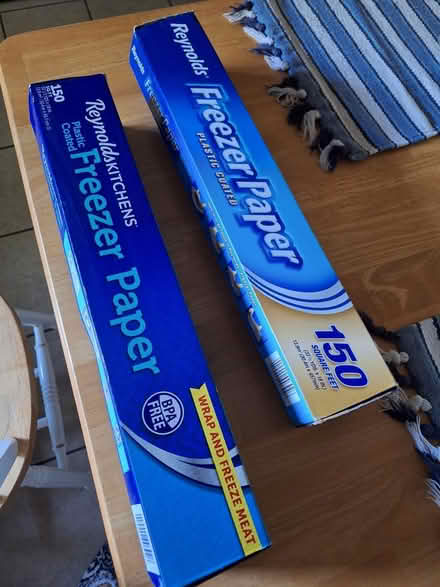 150
ReynoldsKITCHENS®
Plastic
Coated
Freezer Paper
BPA
FREE
WRAP AND FREEZE MEAT
Reynolds®
Freezer Paper
PLASTIC COATED
150
SQUARE FEET
Reynolds